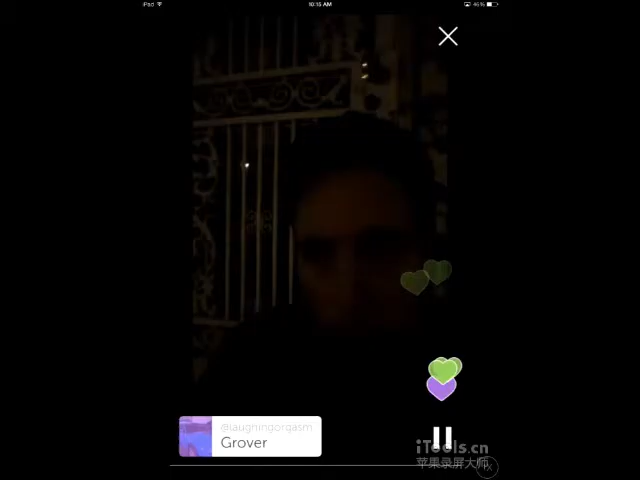 iPad
10:15 AM
46%
@laughingorgasm
Grover
iTools.cn
苹果录屏大师